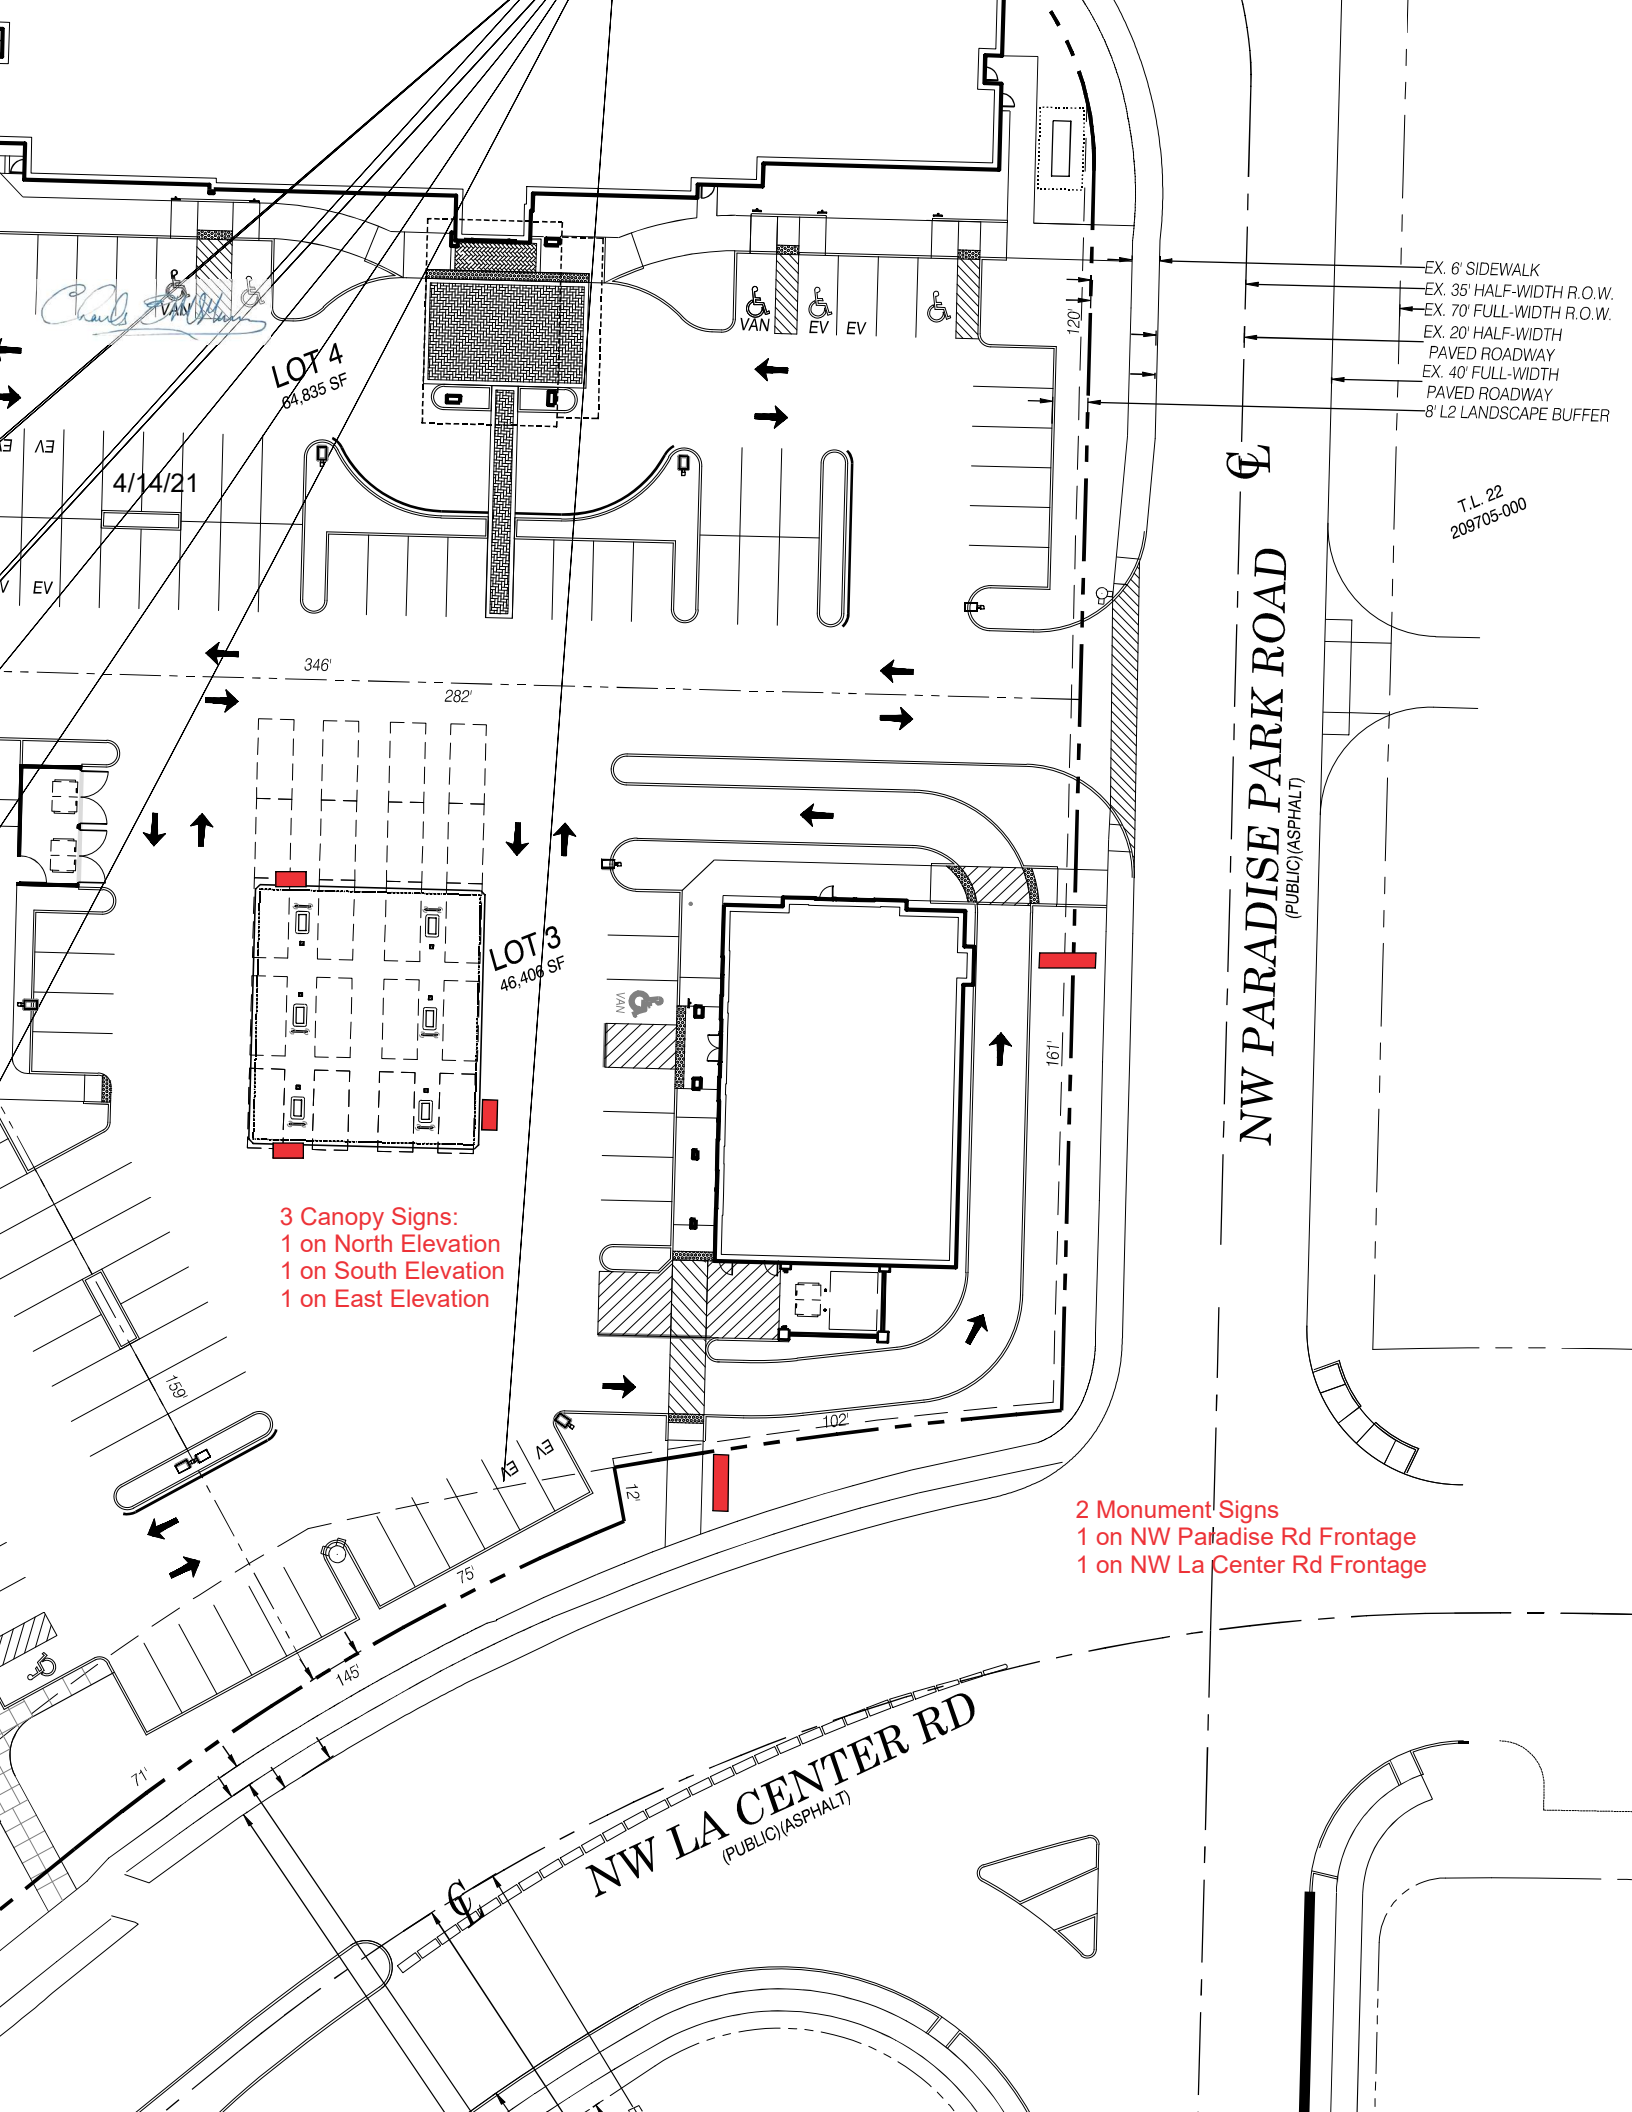 EX. 6' SIDEWALK
EX. 35' HALF-WIDTH R.O.W.
EX. 70' FULL-WIDTH R.O.W.
EX. 20' HALF-WIDTH
PAVED ROADWAY
EX. 40' FULL-WIDTH
PAVED ROADWAY
8' L2 LANDSCAPE BUFFER
VAN
VAN
EV
EV
120'
LOT 4
64,835 SF
EV
EV
4/14/21
V
EV
CL
T.L. 22
209705-000
346'
282'
NW PARADISE PARK ROAD
(PUBLIC)(ASPHALT)
LOT 3
46,406 SF
VAN
161'
3 Canopy Signs:
1 on North Elevation
1 on South Elevation
1 on East Elevation
159'
102'
EV
EV
12'
2 Monument Signs
1 on NW Paradise Rd Frontage
1 on NW La Center Rd Frontage
75'
145'
71'
NW LA CENTER RD
(PUBLIC)(ASPHALT)
CL